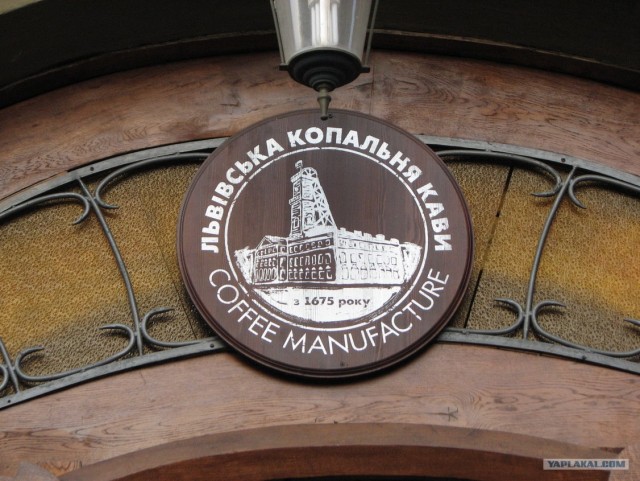 ЛЬВІВСЬКА КОПАЛЬНЯ КАВИ
з 1675 року
COFFEE MANUFACTURE
YAPLAKAL.COM